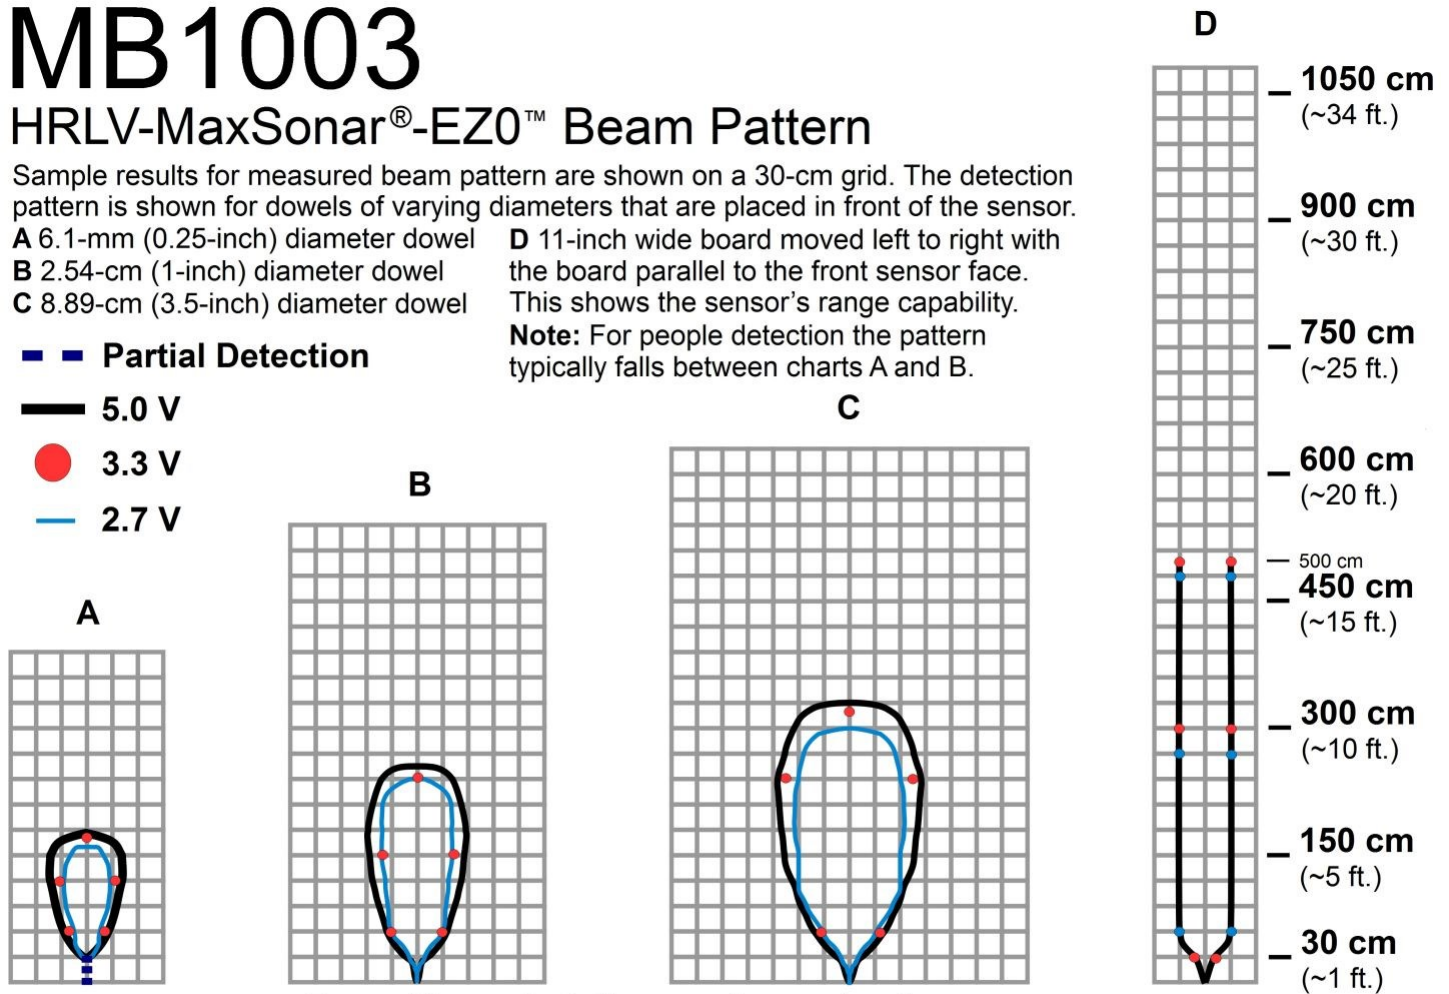 MB1003
HRLV-MaxSonar®-EZ0™ Beam Pattern
Sample results for measured beam pattern are shown on a 30-cm grid. The detection
pattern is shown for dowels of varying diameters that are placed in front of the sensor.
A 6.1-mm (0.25-inch) diameter dowel
B 2.54-cm (1-inch) diameter dowel
C 8.89-cm (3.5-inch) diameter dowel
D 11-inch wide board moved left to right with
the board parallel to the front sensor face.
This shows the sensor's range capability.
Note: For people detection the pattern
typically falls between charts A and B.
Partial Detection
5.0 V
3.3 V
2.7 V
A
B
C
D
1050 cm
(~34 ft.)
900 cm
(~30 ft.)
750 cm
(~25 ft.)
600 cm
(~20 ft.)
500 cm
450 cm
(~15 ft.)
300 cm
(~10 ft.)
150 cm
(~5 ft.)
30 cm
(~1 ft.)